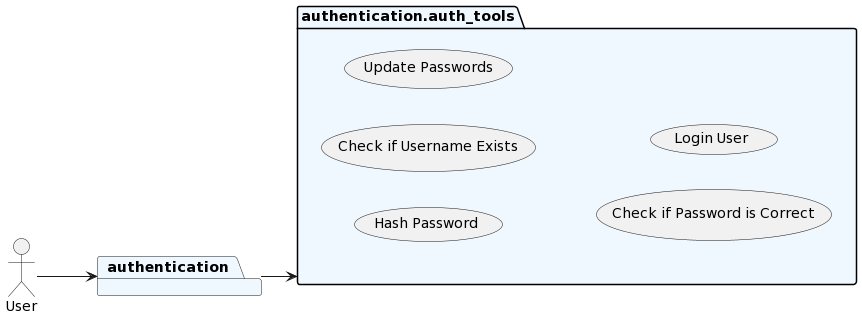 authentication.auth_tools
Update Passwords
Check if Username Exists
Login User
Hash Password
Check if Password is Correct
authentication
User